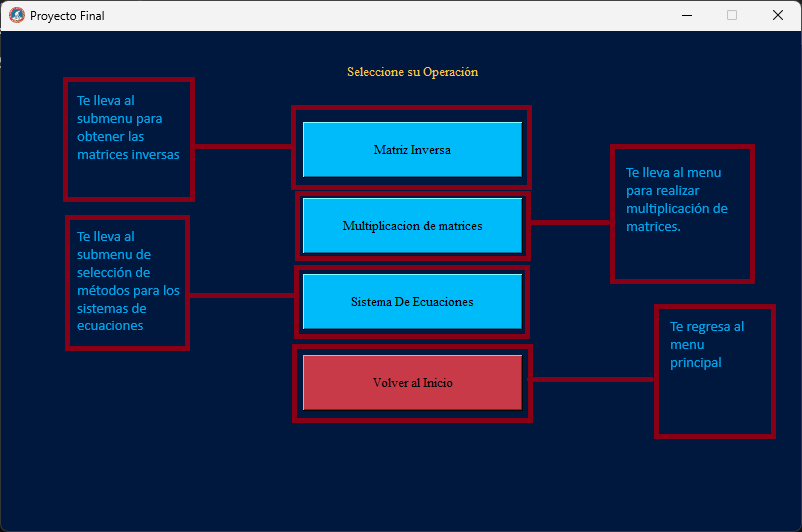 Proyecto Final
Seleccione su Operación
Te lleva al
submenu para
obtener las
matrices inversas
Matriz Inversa
Te lleva al menu
para realizar
multiplicación de
matrices.
Multiplicacion de matrices
Te lleva al
submenu de
selección de
métodos para los
sistemas de
ecuaciones
Sistema De Ecuaciones
Te regresa al
menu
principal
Volver al Inicio